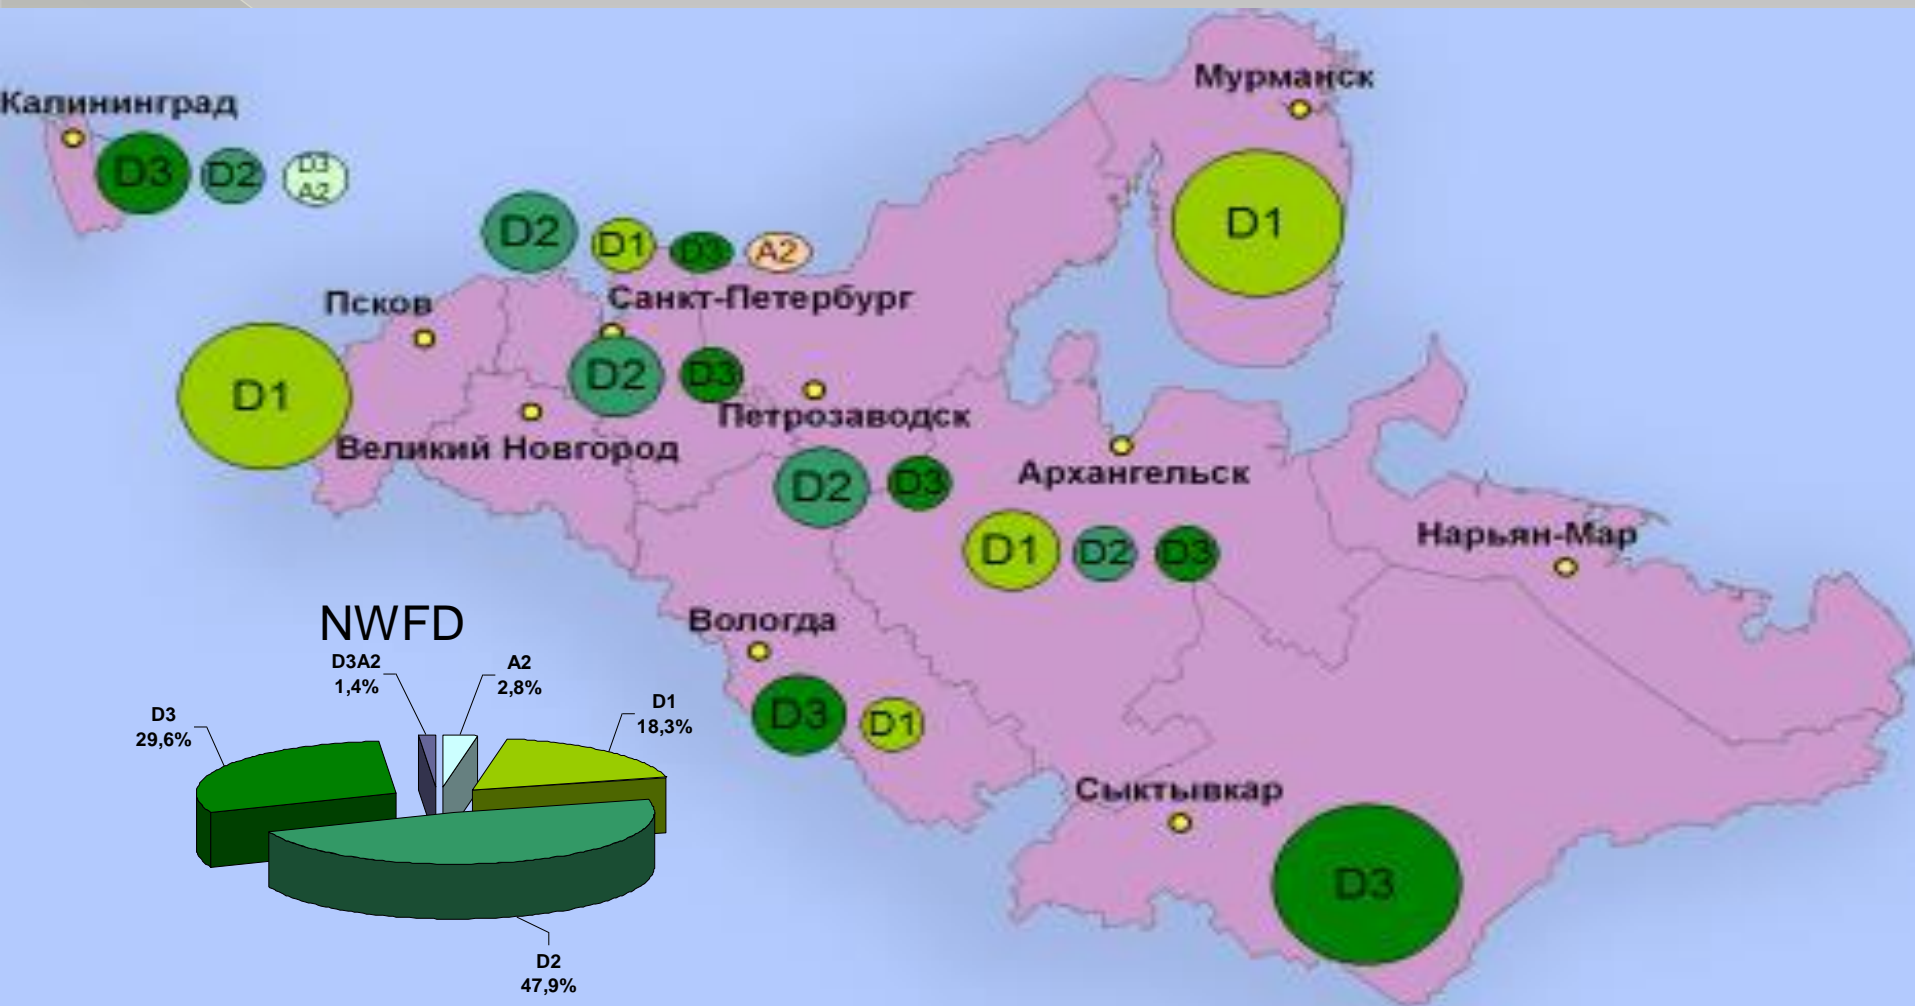 Мурманск
Калининград
D3
D2
D3
A2
D1
D2
D1
D3
A2
Псков
Санкт-Петербург
D1
D2
D3
Петрозаводск
Великий Новгород
Архангельск
D2
D3
Нарьян-Мар
D1
D2
D3
Вологда
D3
D1
Сыктывкар
D3
NWFD
D3A2
1,4%
A2
2,8%
D1
18,3%
D3
29,6%
D2
47,9%